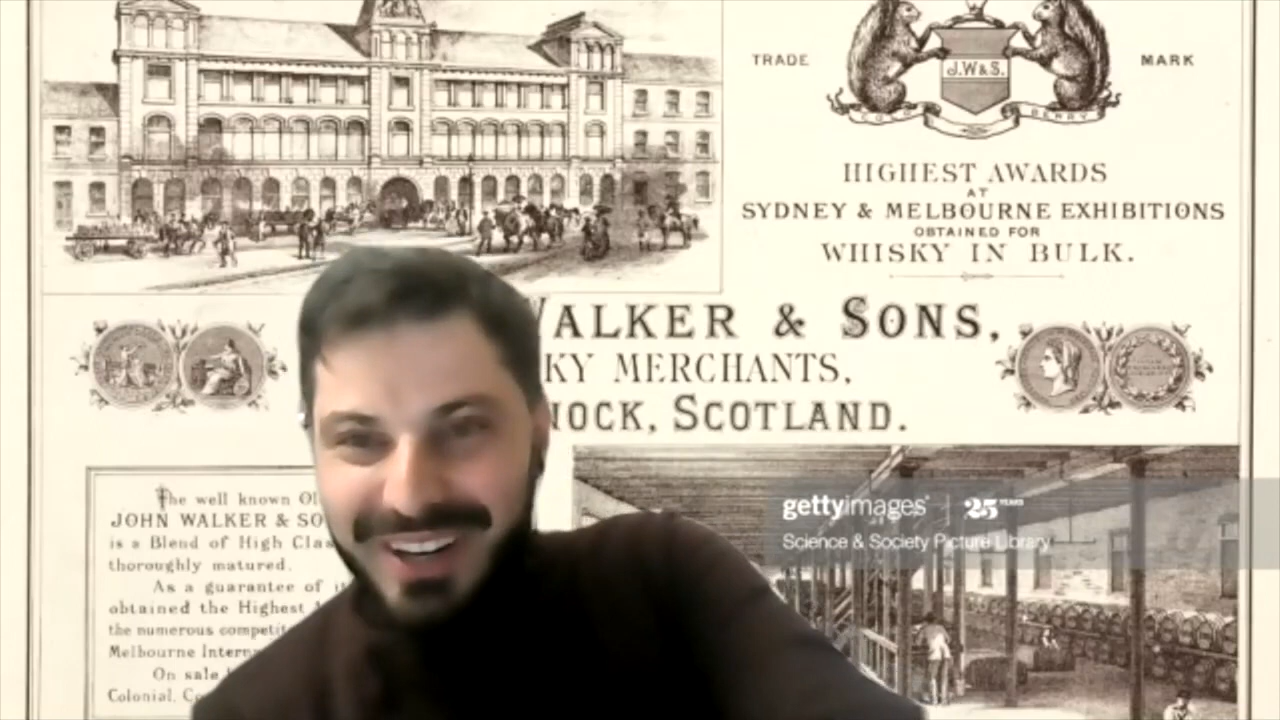 TRADE
MARK
J.W&S.
HIGHEST AWARDS
AT
SYDNEY & MELBOURNE EXHIBITIONS
OBTAINED FOR
WHISKY IN BULK.
WALKER & SONS,
KY MERCHANTS,
NOCK, SCOTLAND.
The well known Ol
JOHN WALKER & SO
is a Blend of High Clas
thoroughly matured.
As a guarantee of
obtained the Highest
the numerous competit
Melbourne Intern
On sale
Colonial, Co
gettyimages 25 YEARS
Science & Society Picture Library